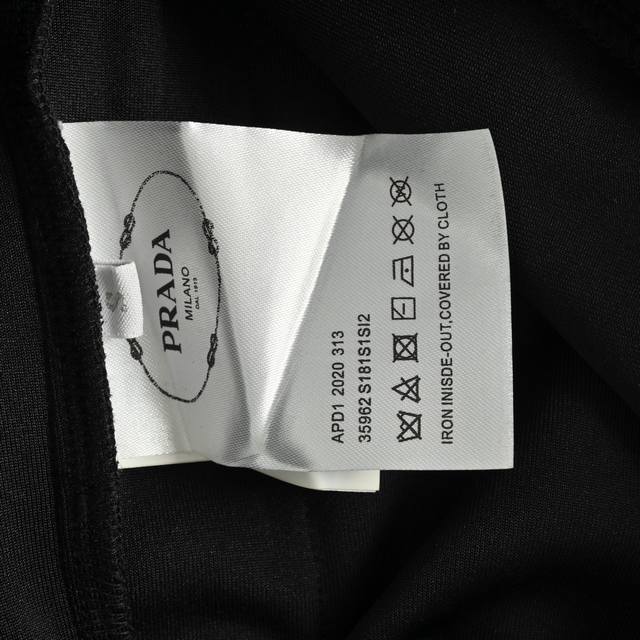 PRADA
MILANO
DAL 1913
APD1 2020 313
35962 S181S1SI2
IRON INISDE-OUT,COVERED BY CLOTH